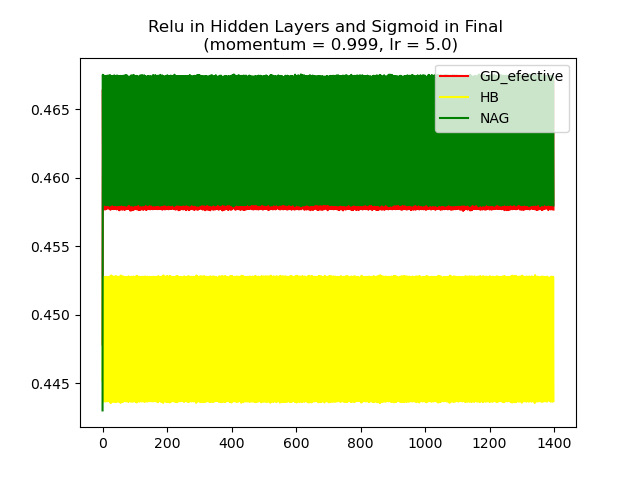 Relu in Hidden Layers and Sigmoid in Final
(momentum = 0.999, lr = 5.0)
GD_efective
HB
NAG
0.465
0.460
0.455
0.450
0.445
0 200 400 600 800 1000 1200 1400